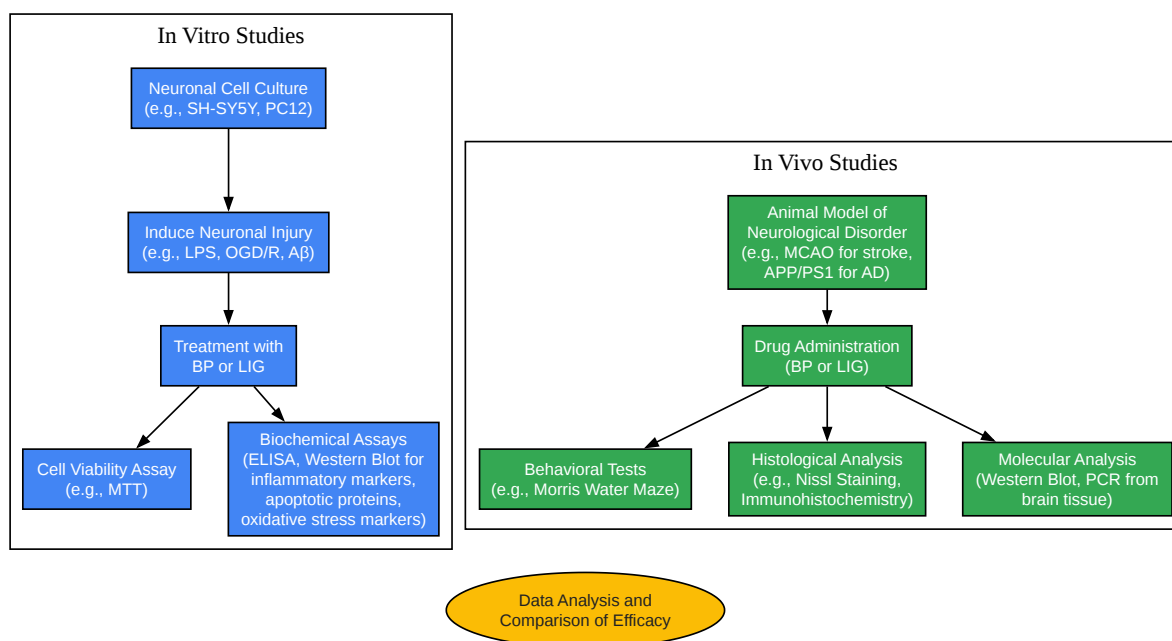 In Vitro Studies
Neuronal Cell Culture
(e.g., SH-SY5Y, PC12)
Induce Neuronal Injury
(e.g., LPS, OGD/R, Aβ)
Treatment with
BP or LIG
Cell Viability Assay
(e.g., MTT)
Biochemical Assays
(ELISA, Western Blot for
inflammatory markers,
apoptotic proteins,
oxidative stress markers)
In Vivo Studies
Animal Model of
Neurological Disorder
(e.g., MCAO for stroke,
APP/PS1 for AD)
Drug Administration
(BP or LIG)
Behavioral Tests
(e.g., Morris Water Maze)
Histological Analysis
(e.g., Nissl Staining,
Immunohistochemistry)
Molecular Analysis
(Western Blot, PCR from
brain tissue)
Data Analysis and
Comparison of Efficacy